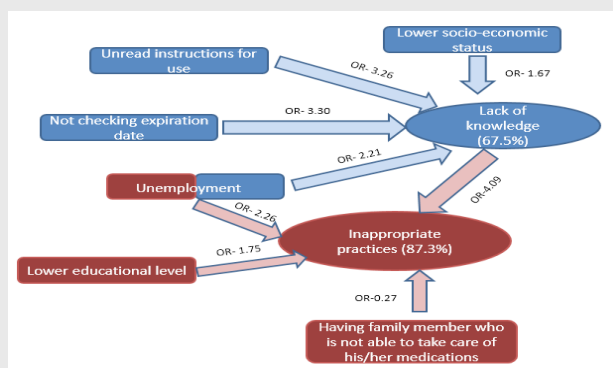 Lower socio-economic
status
Unread instructions for
use
OR- 3.26
OR- 1.67
Not checking expiration
date
OR- 3.30
Lack of
knowledge
(67.5%)
OR- 2.21
Unemployment
OR- 2.26
OR-4.09
Inappropriate
practices (87.3%)
Lower educational level
OR- 1.75
OR-0.27
Having family member who
is not able to take care of
his/her medications